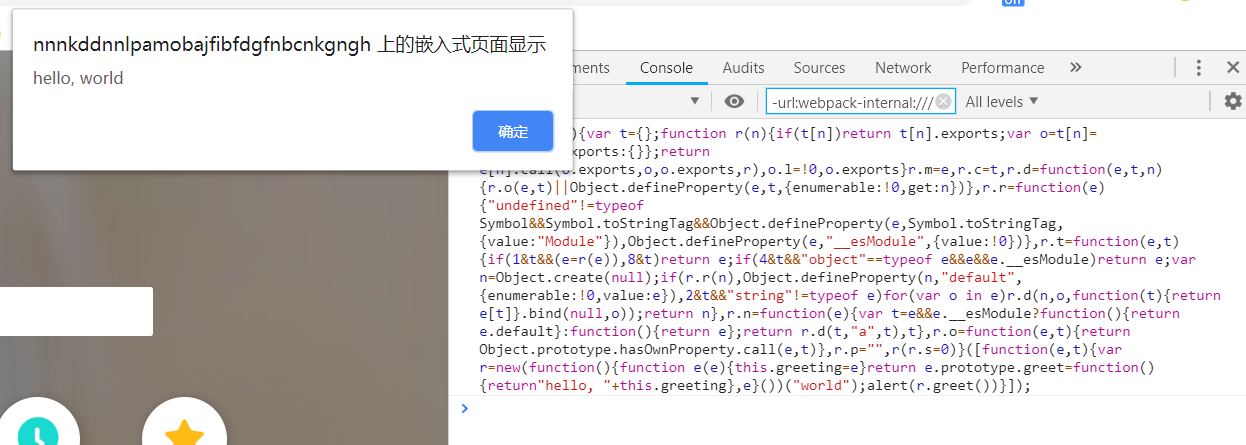 on
nnnkddnnlpamobajfibfdgfnbcnkgngh 上的嵌入式页面显示
hello, world
确定
ments Console Audits Sources Network Performance »
-url:webpack-internal:/// All levels
){var t={};function r(n){if(t[n])return t[n].exports;var o=t[n]=
xports:{}};return
e[n].call(o.exports,o,o.exports,r),o.l=!0,o.exports}r.m=e,r.c=t,r.d=function(e,t,n)
{r.o(e,t)||Object.defineProperty(e,t,{enumerable:!0,get:n})},r.r=function(e)
{"undefined"!=typeof
Symbol&&Symbol.toStringTag&&Object.defineProperty(e,Symbol.toStringTag,
{value:"Module"}),Object.defineProperty(e,"__esModule",{value:!0})},r.t=function(e,t)
{if(1&t&&(e=r(e)),8&t)return e;if(4&t&&"object"==typeof e&&e&&e.__esModule)return e;var
n=Object.create(null);if(r.r(n),Object.defineProperty(n,"default",
{enumerable:!0,value:e}),2&t&&"string"!=typeof e)for(var o in e)r.d(n,o,function(t){return
e[t]}.bind(null,o));return n},r.n=function(e){var t=e&&e.__esModule?function(){return
e.default}:function(){return e};return r.d(t,"a",t),t},r.o=function(e,t){return
Object.prototype.hasOwnProperty.call(e,t)},r.p="",r(r.s=0)}([function(e,t){var
r=new(function(){function e(e){this.greeting=e}return e.prototype.greet=function()
{return"hello, "+this.greeting},e}())("world");alert(r.greet())}]);